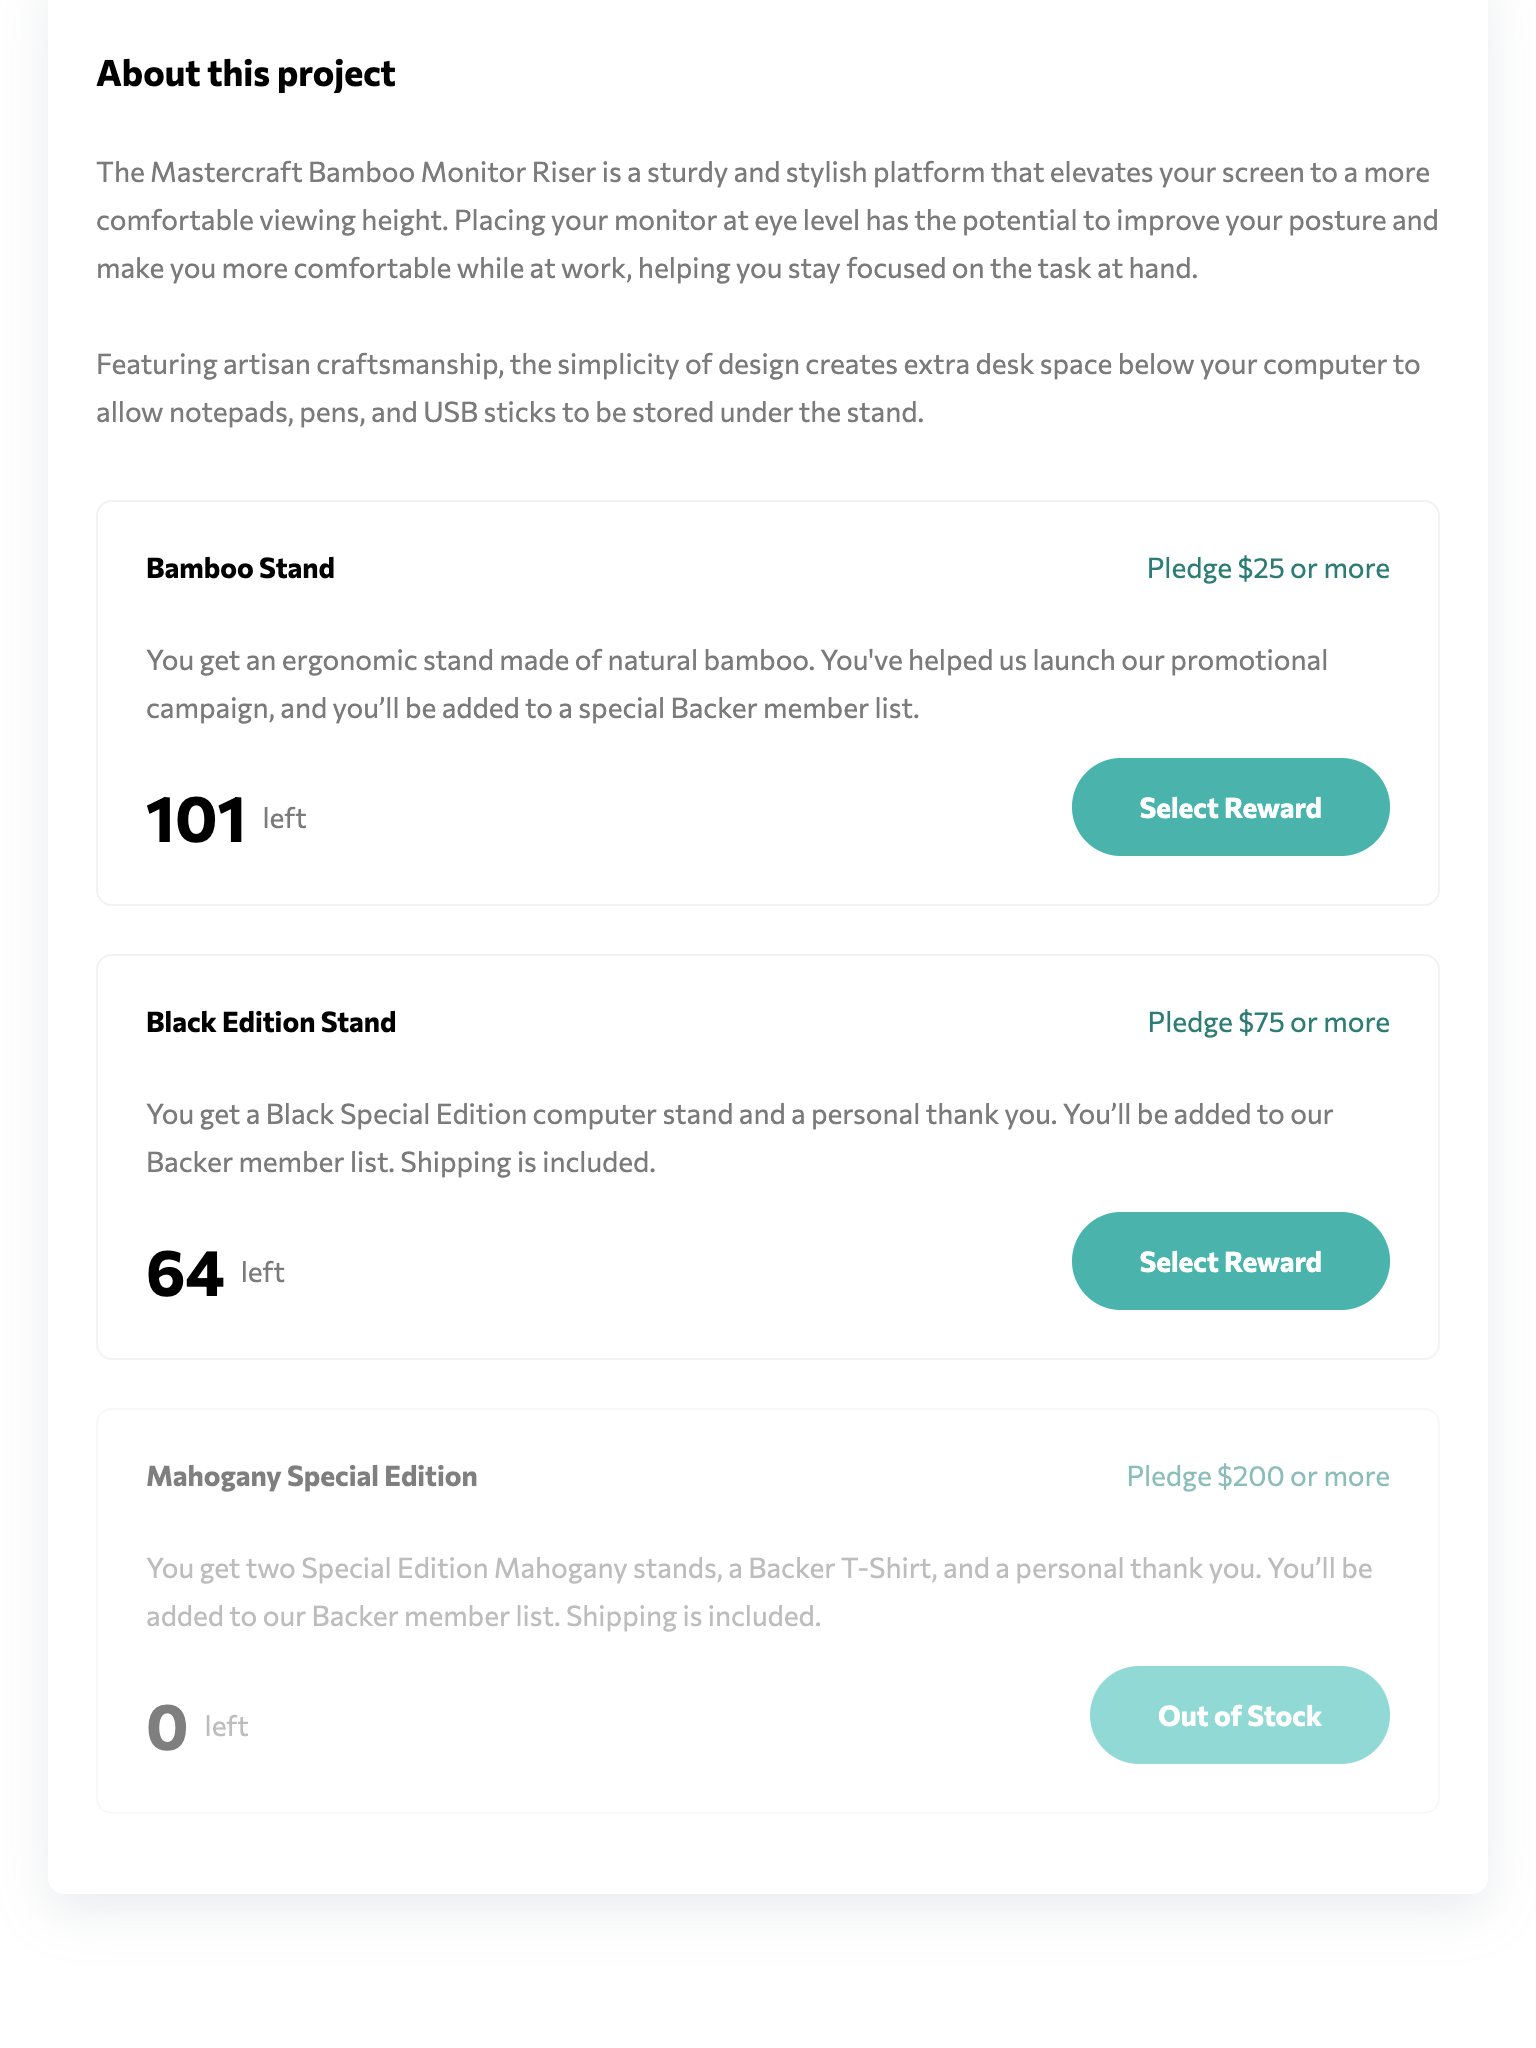 About this project
The Mastercraft Bamboo Monitor Riser is a sturdy and stylish platform that elevates your screen to a more
comfortable viewing height. Placing your monitor at eye level has the potential to improve your posture and
make you more comfortable while at work, helping you stay focused on the task at hand.
Featuring artisan craftsmanship, the simplicity of design creates extra desk space below your computer to
allow notepads, pens, and USB sticks to be stored under the stand.
Bamboo Stand
Pledge $25 or more
You get an ergonomic stand made of natural bamboo. You've helped us launch our promotional
campaign, and you’ll be added to a special Backer member list.
101 left
Select Reward
Black Edition Stand
Pledge $75 or more
You get a Black Special Edition computer stand and a personal thank you. You’ll be added to our
Backer member list. Shipping is included.
64 left
Select Reward
Mahogany Special Edition
Pledge $200 or more
You get two Special Edition Mahogany stands, a Backer T-Shirt, and a personal thank you. You’ll be
added to our Backer member list. Shipping is included.
0 left
Out of Stock